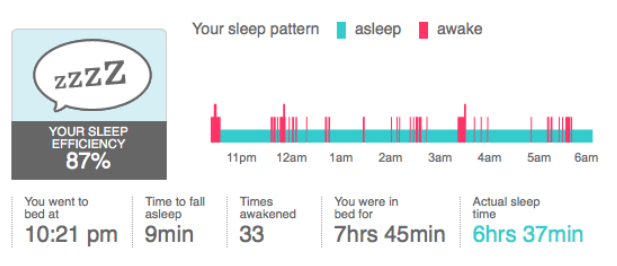 Your sleep pattern asleep awake
zzzZ
YOUR SLEEP
EFFICIENCY
87%
11pm 12am 1am 2am 3am 4am 5am 6am
You went to
bed at
10:21 pm
Time to fall
asleep
9min
Times
awakened
33
You were in
bed for
7hrs 45min
Actual sleep
time
6hrs 37min